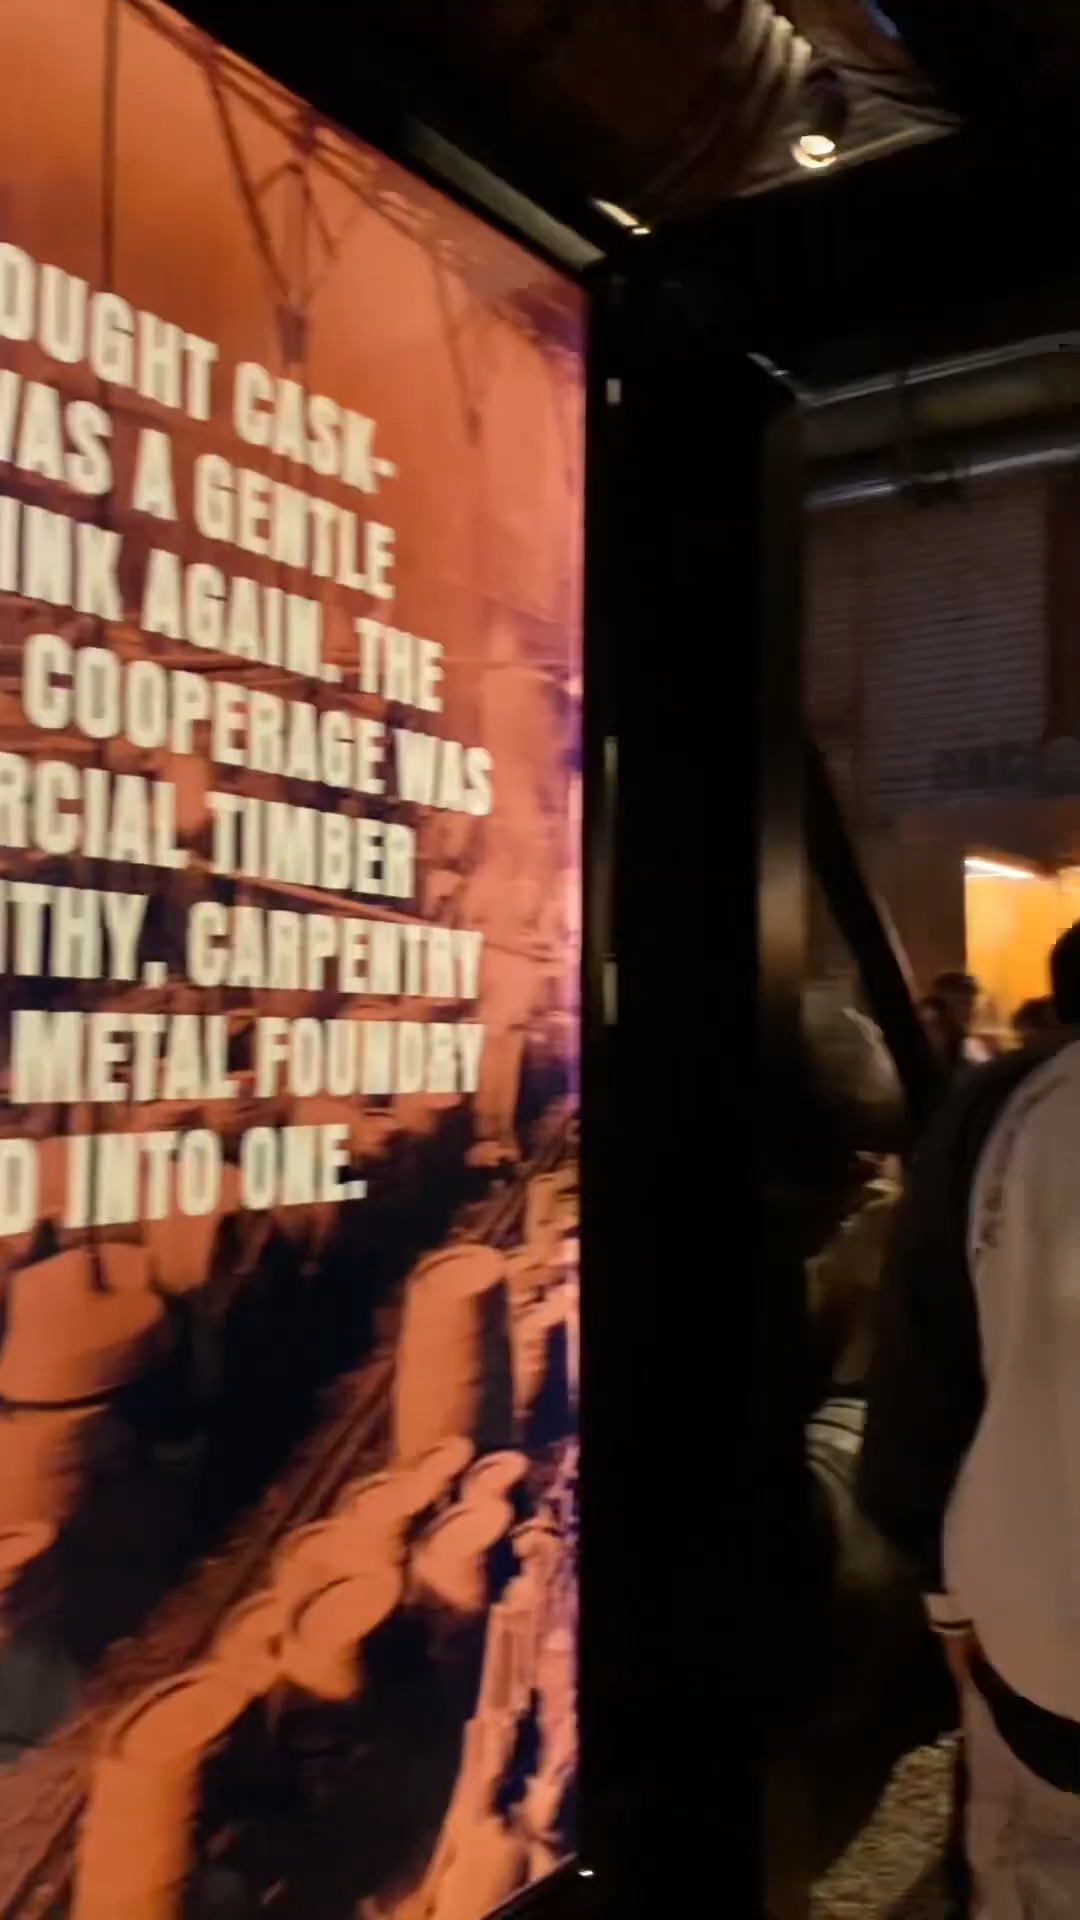 OUGHT CASK-
WAS A GENTLE
INK AGAIN. THE
COOPERAGE WAS
RCIAL TIMBER
ITHY, CARPENTRY
METAL FOUNDRY
D INTO ONE.